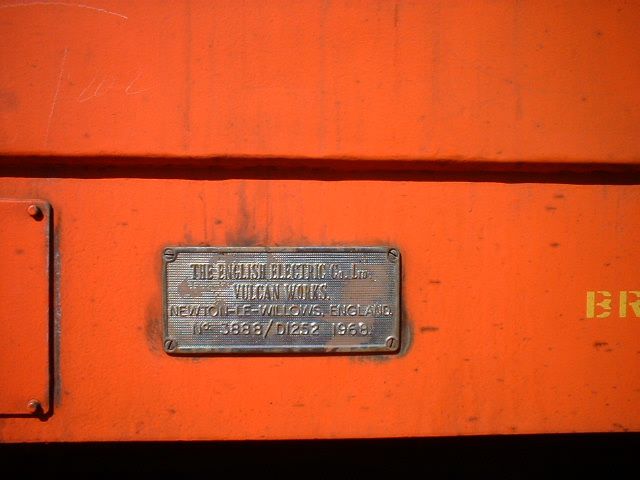 THE ENGLISH ELECTRIC Co. LTD
VULCAN WORKS.
NEWTON-LE-WILLOWS, ENGLAND.
No. 3888/D1252 1968.
BR